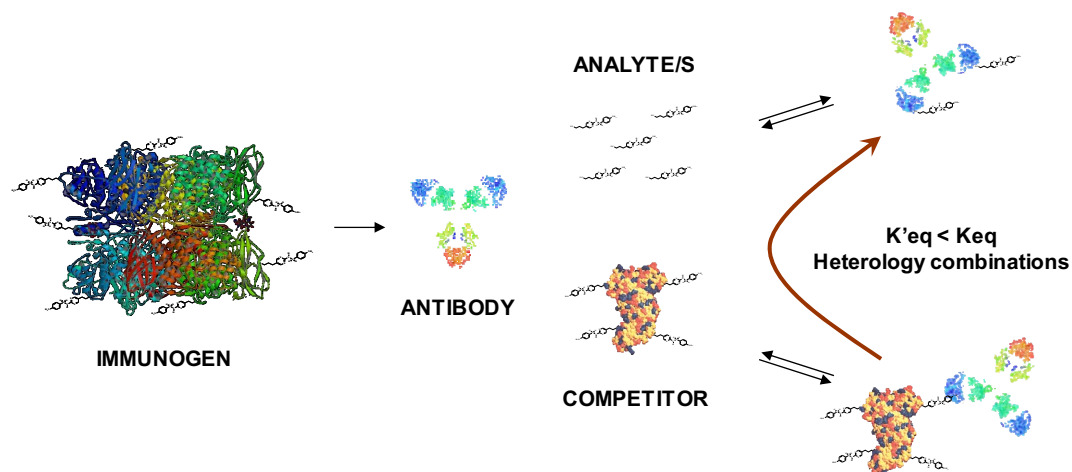 ANALYTE/S
K'eq < Keq
Heterology combinations
ANTIBODY
IMMUNOGEN
COMPETITOR